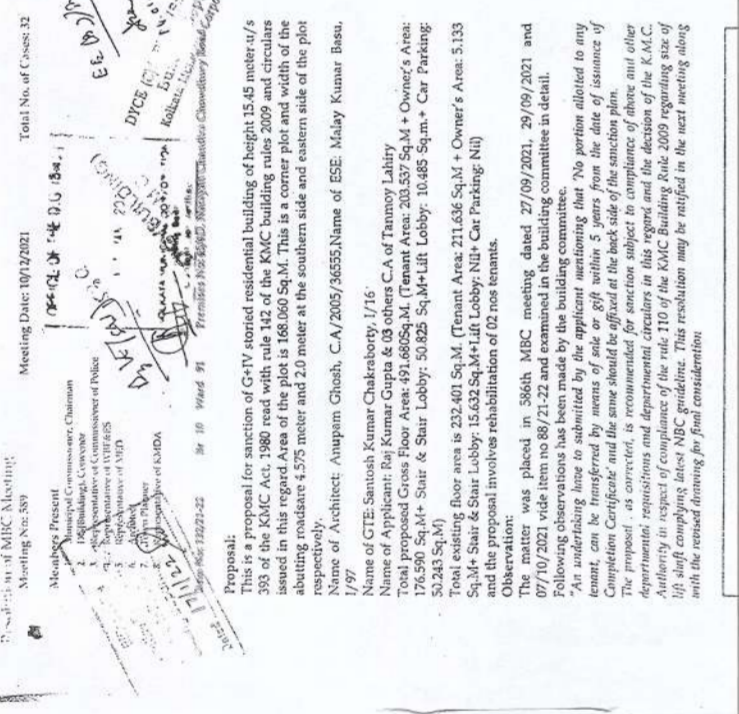 Meeting No: 589 Meeting Date: 10/12/2021 Total No. of Cases: 32
Members Present
1. Municipal Commissioner, Chairman
2. DG(Building), Convenor
3. Representative of Commissioner of Police
4. Representative of WBF&ES
5. Representative of
6.
7. Town Planner
8. Representative of KMDA
OFFICE OF THE D.G (Bldg.)
(BUILDING)
DYCE
Dated 17/1/22
332/21-22 Br 10 Ward 91 Premises No: Chandra Chowdhury Road
Proposal:
This is a proposal for sanction of G+IV storied residential building of height 15.45 meter u/s
393 of the KMC Act, 1980 read with rule 142 of the KMC building rules 2009 and circulars
issued in this regard. Area of the plot is 168.060 Sq.M. This is a corner plot and width of the
abutting roadsare 4.575 meter and 2.0 meter at the southern side and eastern side of the plot
respectively.
Name of Architect: Anupam Ghosh, C.A/2005/36555,Name of ESE: Malay Kumar Basu,
I/97
Name of GTE: Santosh Kumar Chakraborty, I/16
Name of Applicant: Raj Kumar Gupta & 03 others C.A of Tanmoy Lahiry
Total proposed Gross Floor Area: 491.680Sq.M, (Tenant Area: 203.537 Sq.M + Owner's Area:
176.590 Sq.M+ Stair & Stair Lobby: 50.825 Sq.M+Lift Lobby: 10.485 Sq.m.+ Car Parking:
50.243 Sq.M)
Total existing floor area is 232.401 Sq.M. (Tenant Area: 211.636 Sq.M + Owner's Area: 5.133
Sq.M+ Stair & Stair Lobby: 15.632 Sq.M+Lift Lobby: Nil+ Car Parking: Nil)
and the proposal involves rehabilitation of 02 nos tenants.
Observation:
The matter was placed in 586th MBC meeting dated 27/09/2021, 29/09/2021 and
07/10/2021 vide item no 88/21-22 and examined in the building committee in detail.
Following observations has been made by the building committee.
"An undertaking have to submitted by the applicant mentioning that 'No portion allotted to any
tenant, can be transferred by means of sale or gift within 5 years from the date of issuance of
Completion Certificate' and the same should be affixed at the back side of the sanction plan.
The proposal, as corrected, is recommended for sanction subject to compliance of above and other
departmental requisitions and departmental circulars in this regard and the decision of the K.M.C.
Authority in respect of compliance of the rule 110 of the KMC Building Rule 2009 regarding size of
lift shaft complying latest NBC guideline. This resolution may be ratified in the next meeting along
with the revised drawing for final consideration